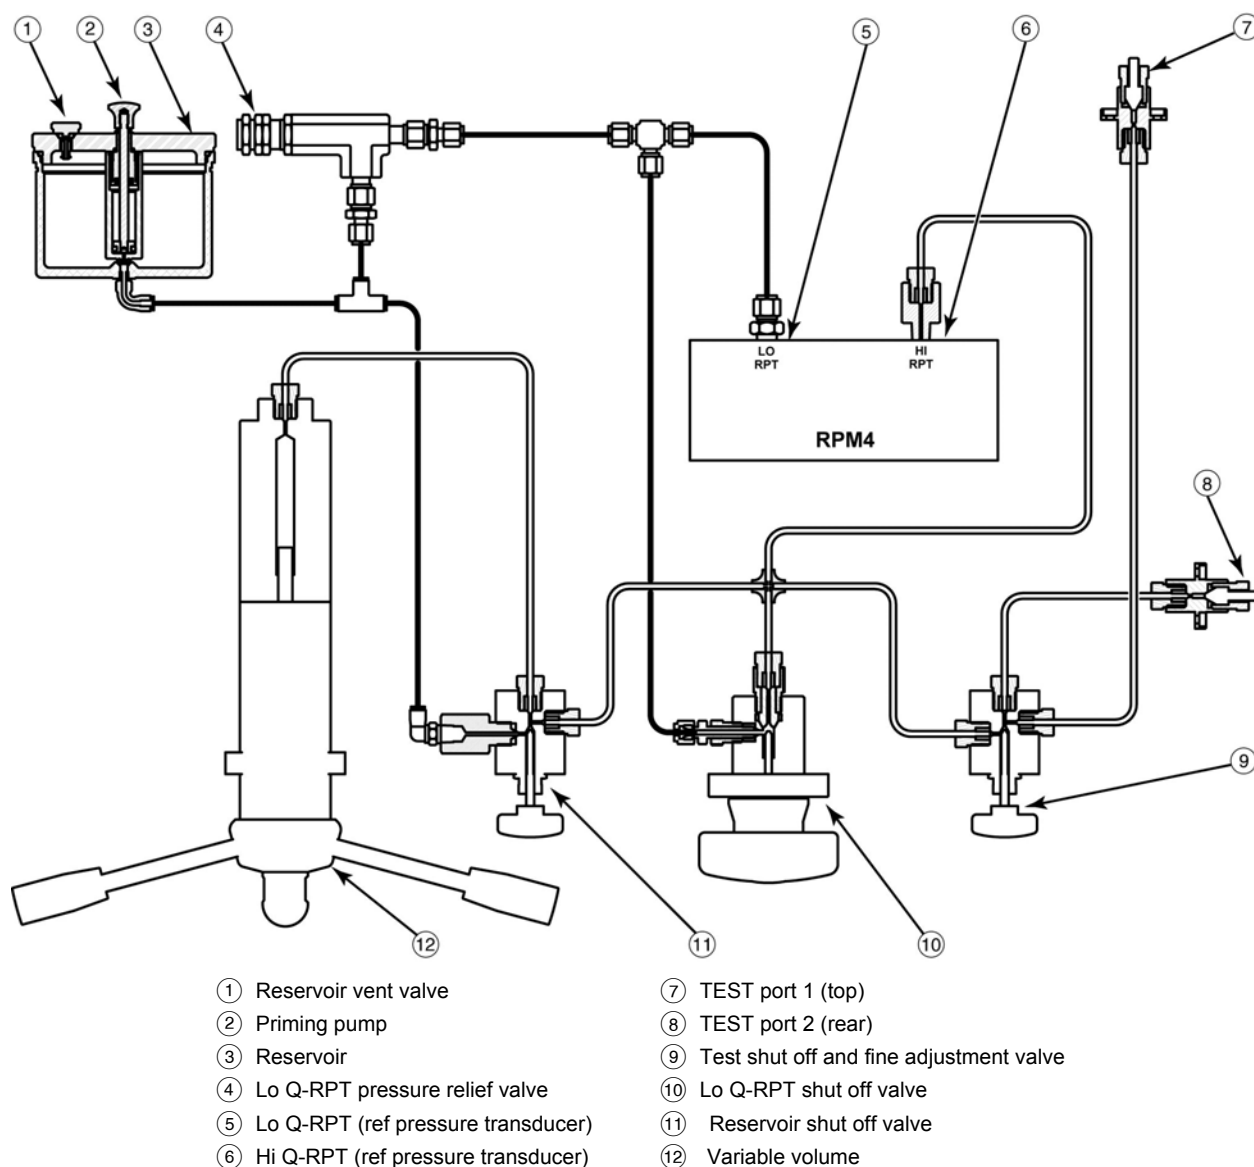 1 2 3 4 5 6 7
LO RPT
HI RPT
RPM4
8
9
12 11 10
1 Reservoir vent valve
2 Priming pump
3 Reservoir
4 Lo Q-RPT pressure relief valve
5 Lo Q-RPT (ref pressure transducer)
6 Hi Q-RPT (ref pressure transducer)
7 TEST port 1 (top)
8 TEST port 2 (rear)
9 Test shut off and fine adjustment valve
10 Lo Q-RPT shut off valve
11 Reservoir shut off valve
12 Variable volume